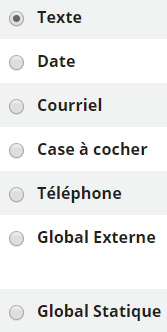 Texte
Date
Courriel
Case à cocher
Téléphone
Global Externe
Global Statique